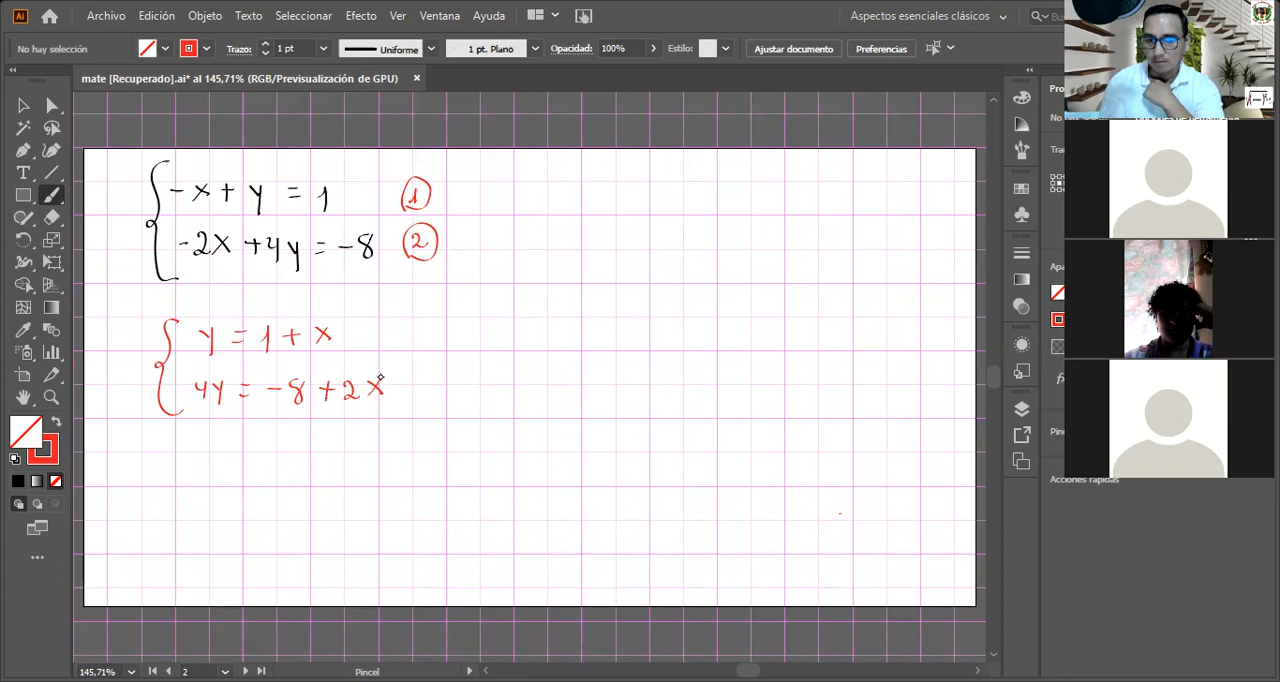 Ai Archivo Edición Objeto Texto Seleccionar Efecto Ver Ventana Ayuda Aspectos esenciales clásicos
No hay selección Trazo: 1 pt Uniforme 1 pt. Plano Opacidad: 100% Estilo: Ajustar documento Preferencias
mate [Recuperado].ai* al 145,71% (RGB/Previsualización de GPU) ×
-x + y = 1 1
-2x + 4y = -8 2
y = 1 + x
4y = -8 + 2x
Acciones rápidas
145,71% 2 Pincel